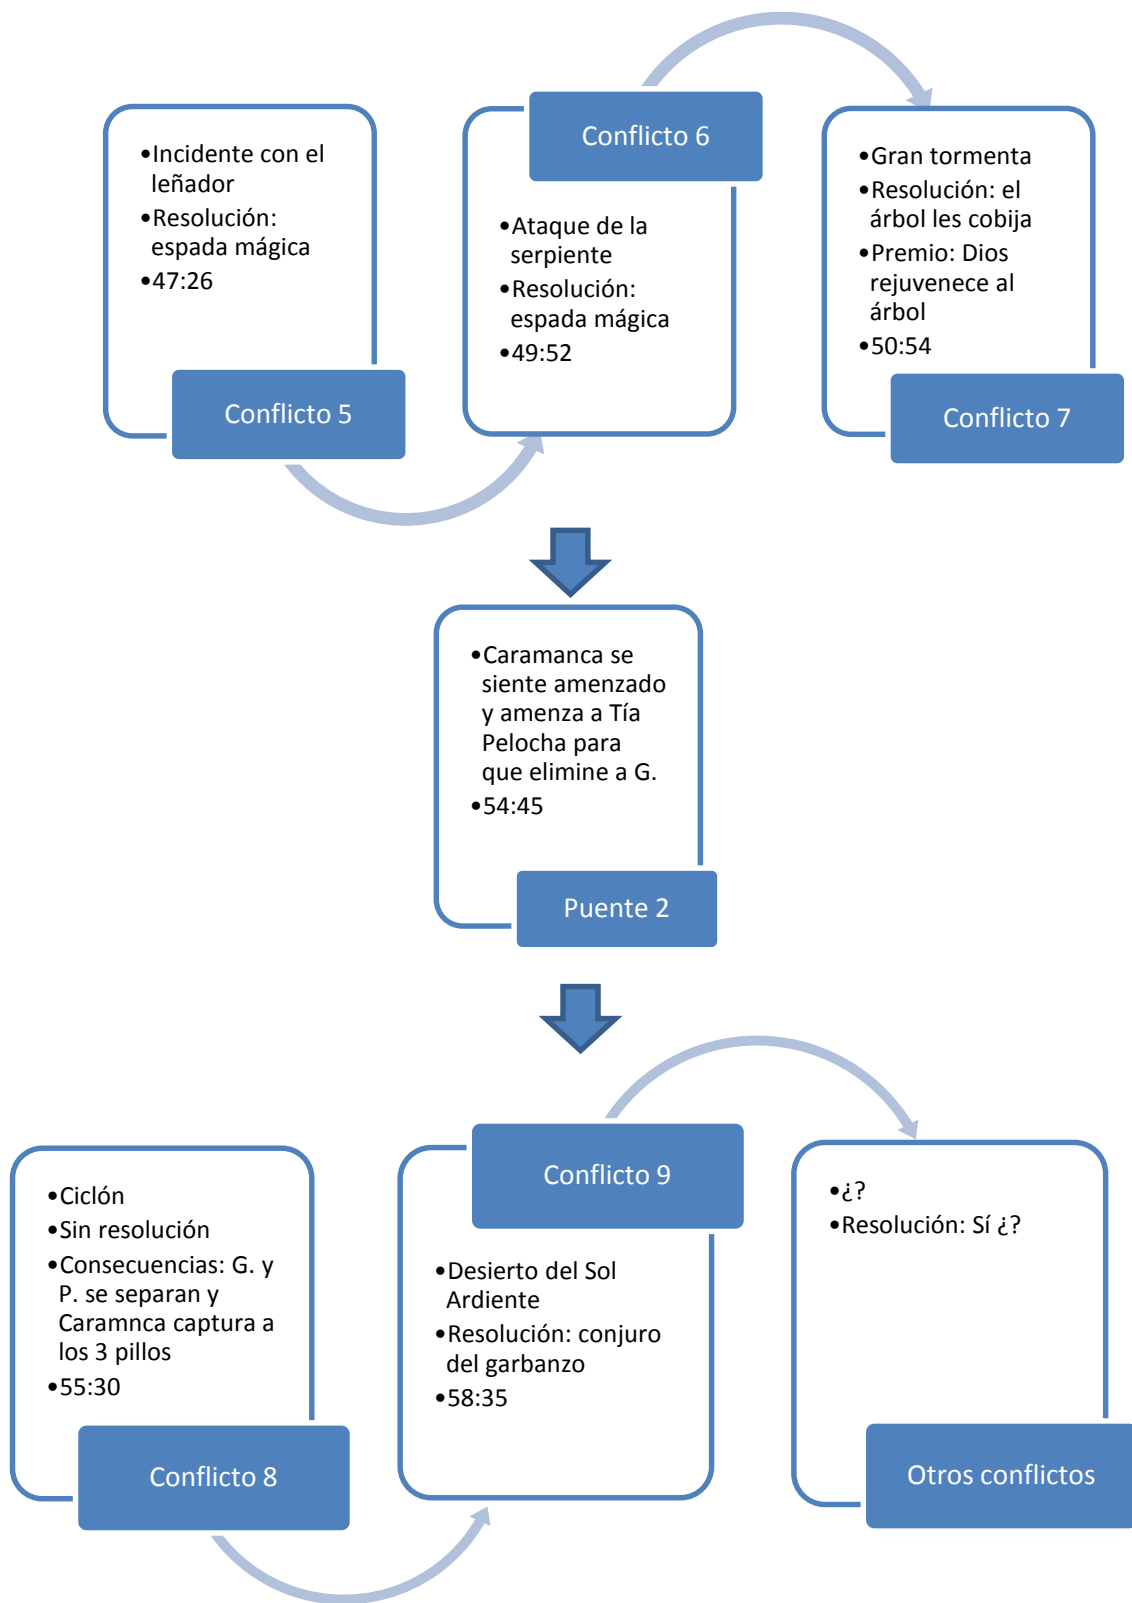 •Incidente con el
leñador
•Resolución:
espada mágica
•47:26
Conflicto 5
Conflicto 6
•Ataque de la
serpiente
•Resolución:
espada mágica
•49:52
•Gran tormenta
•Resolución: el
árbol les cobija
•Premio: Dios
rejuvenece al
árbol
•50:54
Conflicto 7
•Caramanca se
siente amenzado
y amenza a Tía
Pelocha para
que elimine a G.
•54:45
Puente 2
•Ciclón
•Sin resolución
•Consecuencias: G. y
P. se separan y
Caramnca captura a
los 3 pillos
•55:30
Conflicto 8
Conflicto 9
•Desierto del Sol
Ardiente
•Resolución: conjuro
del garbanzo
•58:35
•¿?
•Resolución: Sí ¿?
Otros conflictos